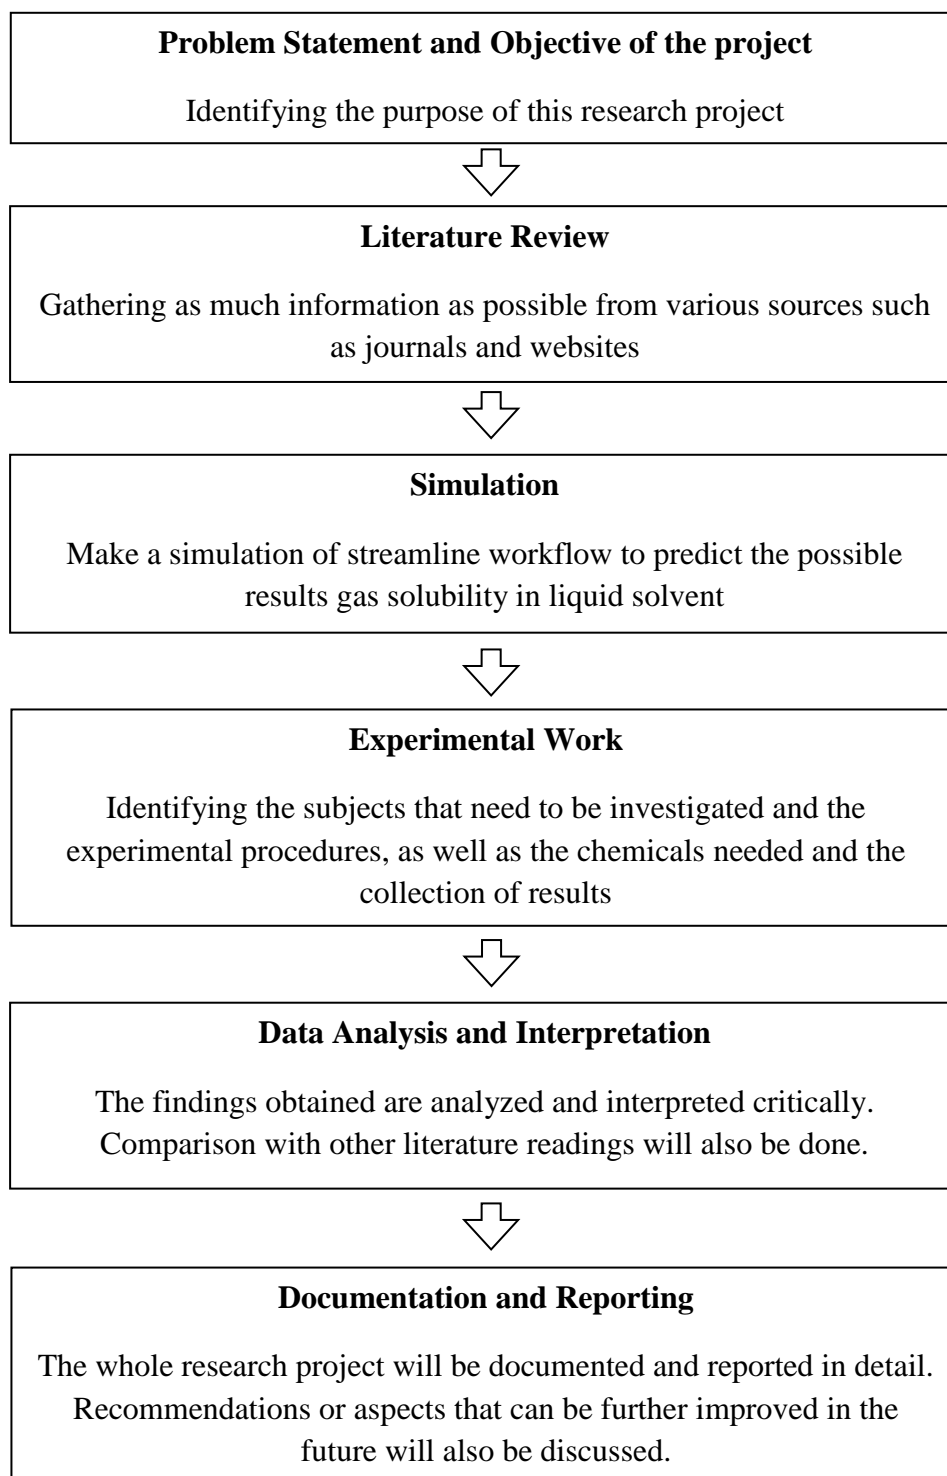 Problem Statement and Objective of the project
Identifying the purpose of this research project
Literature Review
Gathering as much information as possible from various sources such
as journals and websites
Simulation
Make a simulation of streamline workflow to predict the possible
results gas solubility in liquid solvent
Experimental Work
Identifying the subjects that need to be investigated and the
experimental procedures, as well as the chemicals needed and the
collection of results
Data Analysis and Interpretation
The findings obtained are analyzed and interpreted critically.
Comparison with other literature readings will also be done.
Documentation and Reporting
The whole research project will be documented and reported in detail.
Recommendations or aspects that can be further improved in the
future will also be discussed.